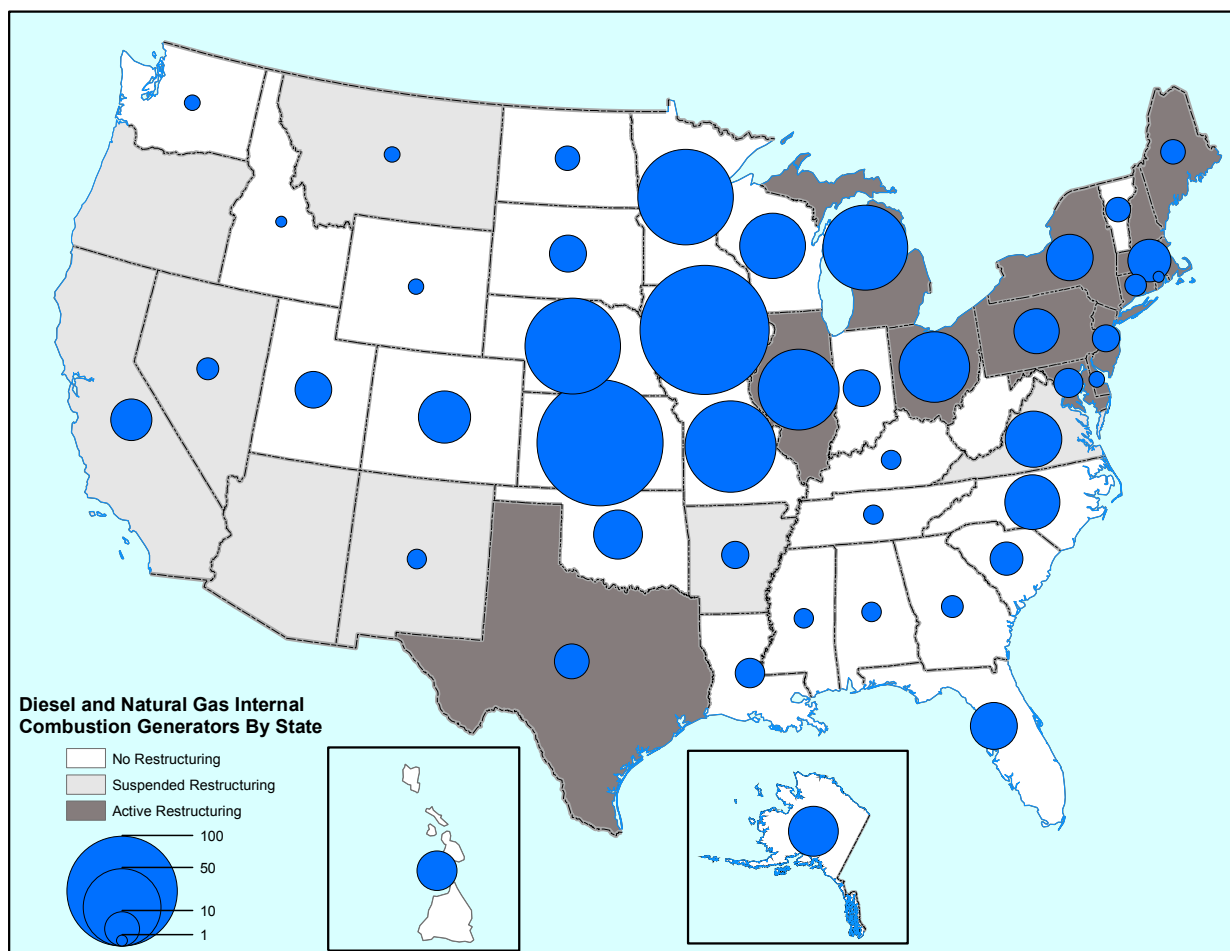 Diesel and Natural Gas Internal
Combustion Generators By State
No Restructuring
Suspended Restructuring
Active Restructuring
100
50
10
1